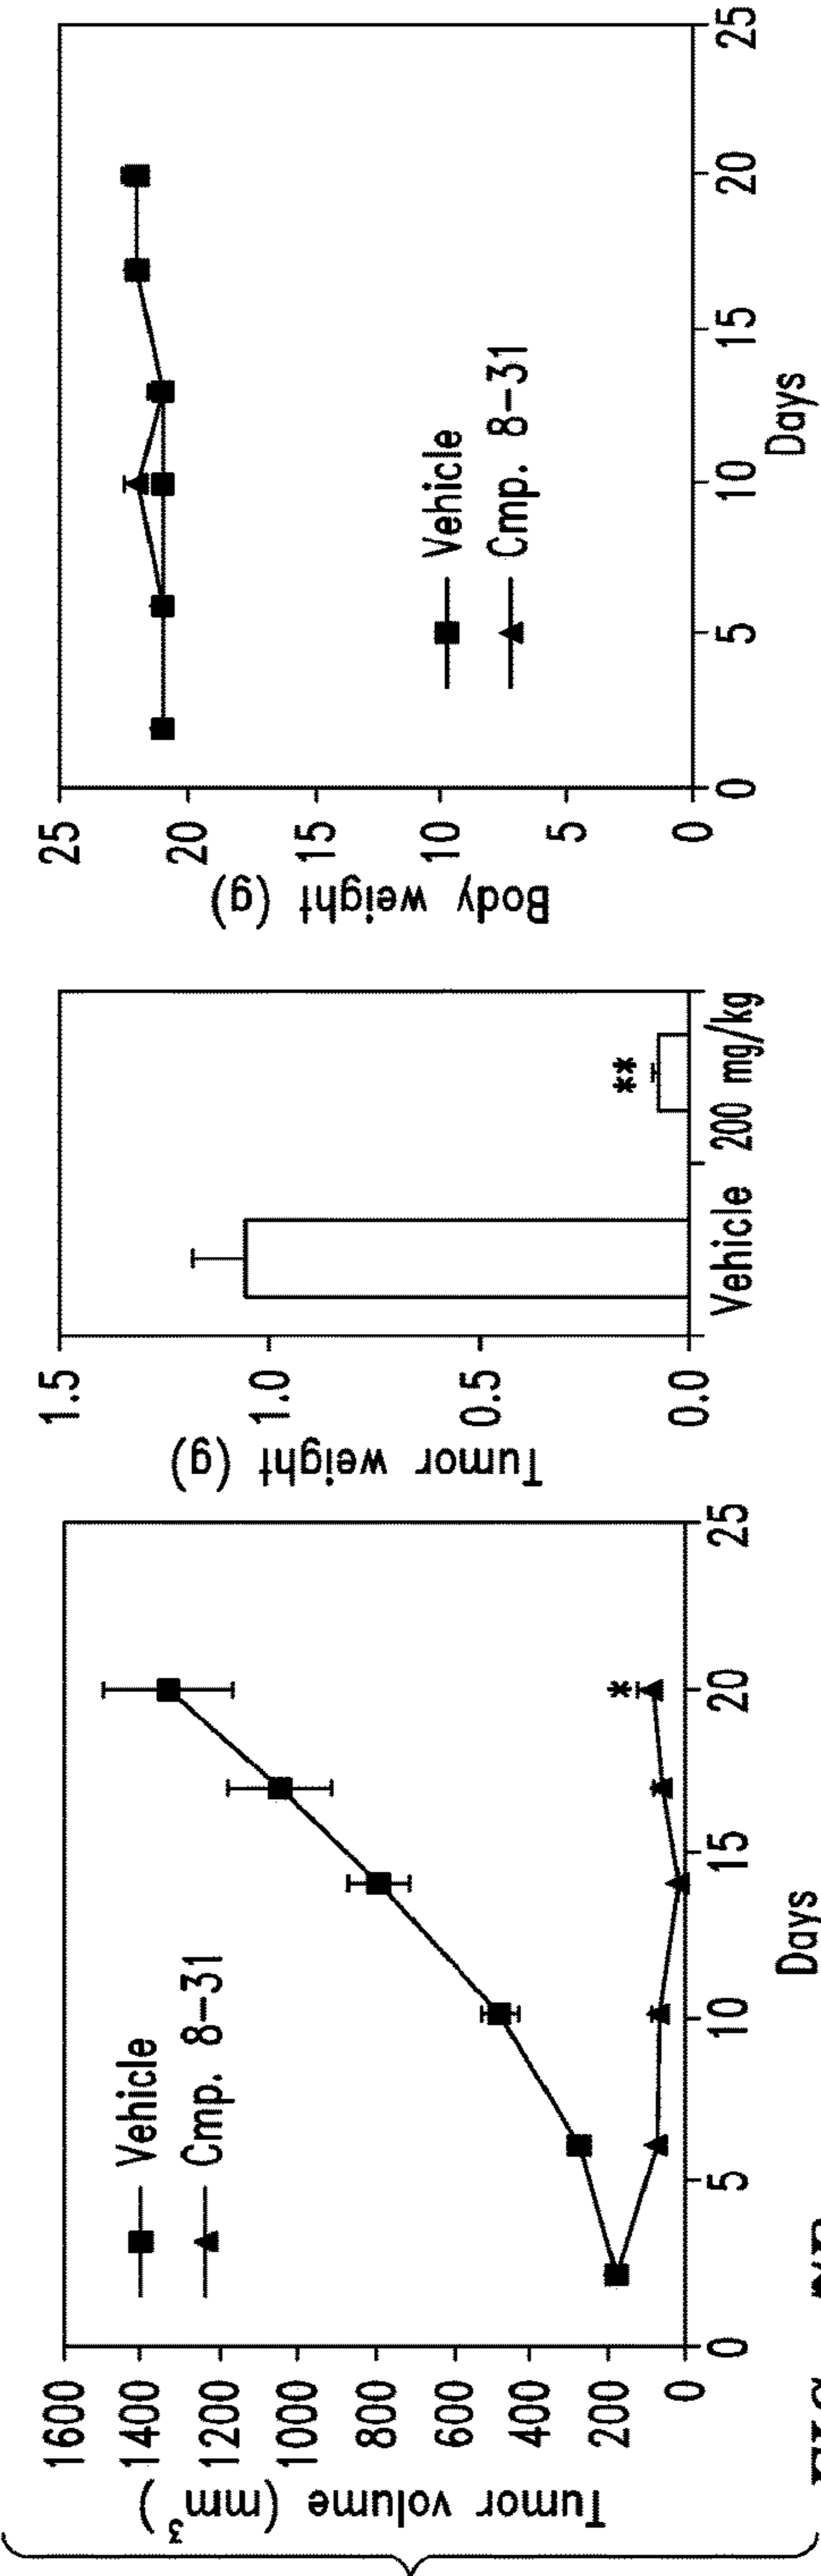 Tumor volume (mm³)
1600
1400
1200
1000
800
600
400
200
0
0 5 10 15 20 25
Days
Vehicle
Cmp. 8-31
*
Tumor weight (g)
1.5
1.0
0.5
0.0
Vehicle 200 mg/kg
**
Body weight (g)
25
20
15
10
5
0
0 5 10 15 20 25
Days
Vehicle
Cmp. 8-31